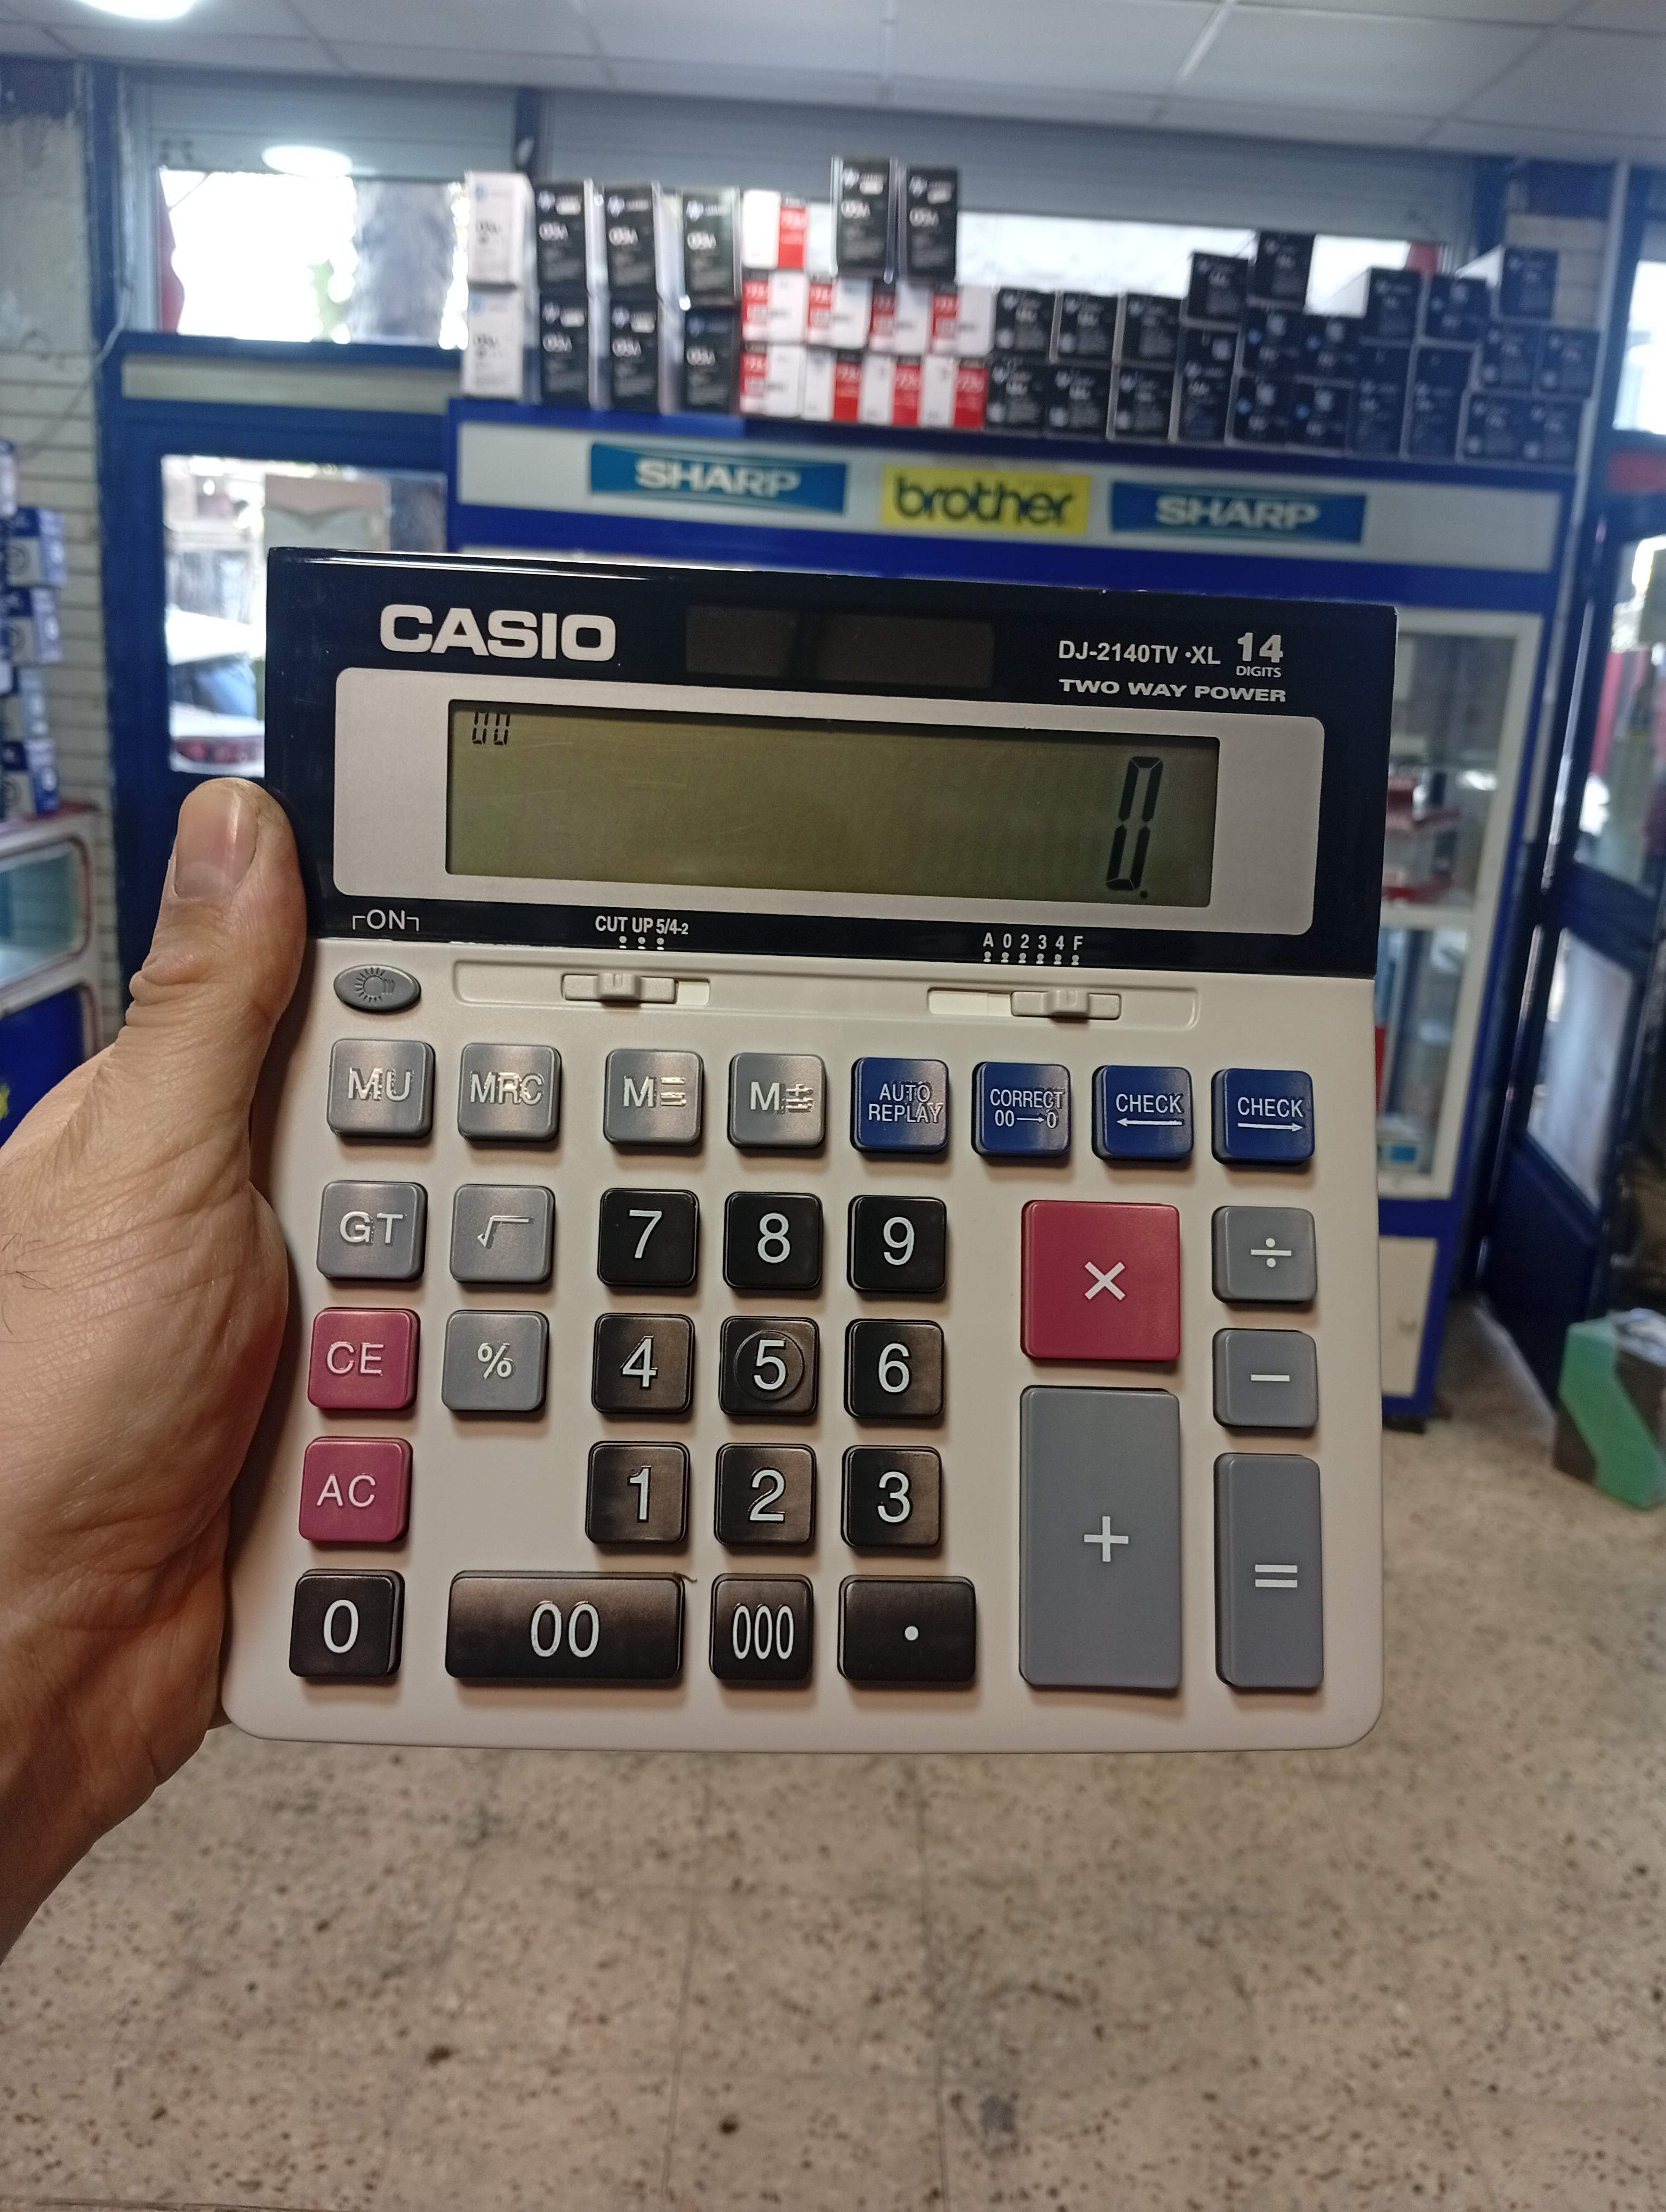 SHARP
brother
SHARP
CASIO
DJ-2140TV •XL 14
DIGITS
TWO WAY POWER
00
0.
ON
CUT UP 5/4-2
A 0 2 3 4 F
MU MRC M= M± AUTO REPLAY CORRECT 00→0 CHECK ← CHECK →
GT √ 7 8 9 × ÷
CE % 4 5 6 −
AC 1 2 3 + =
0 00 000 •